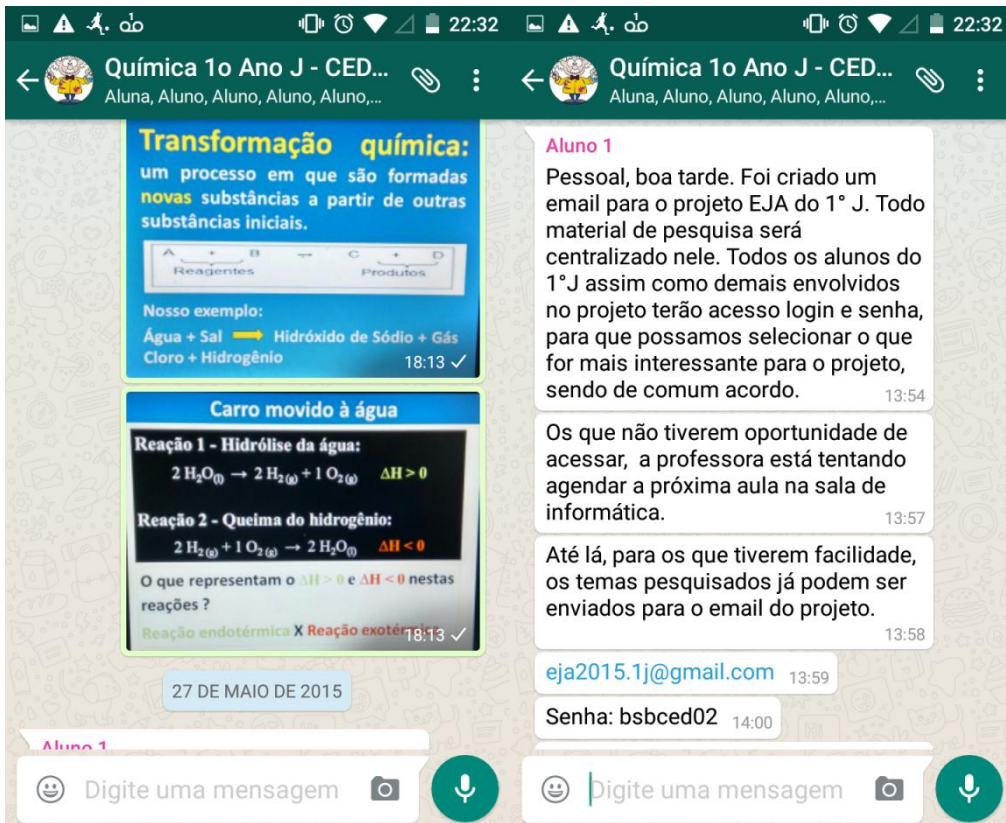 22:32
Química 1o Ano J - CED...
Aluna, Aluno, Aluno, Aluno, Aluno,...
Transformação química:
um processo em que são formadas
novas substâncias a partir de outras
substâncias iniciais.
A + B → C + D
Reagentes Produtos
Nosso exemplo:
Água + Sal ⟹ Hidróxido de Sódio + Gás
Cloro + Hidrogênio
18:13
Carro movido à água
Reação 1 - Hidrólise da água:
2 H₂O(l) → 2 H₂(g) + 1 O₂(g) ΔH > 0
Reação 2 - Queima do hidrogênio:
2 H₂(g) + 1 O₂(g) → 2 H₂O(l) ΔH < 0
O que representam o ΔH > 0 e ΔH < 0 nestas
reações ?
Reação endotérmica X Reação exotérmica
18:13
27 DE MAIO DE 2015
Aluno 1
Digite uma mensagem
22:32
Química 1o Ano J - CED...
Aluna, Aluno, Aluno, Aluno, Aluno,...
Aluno 1
Pessoal, boa tarde. Foi criado um
email para o projeto EJA do 1° J. Todo
material de pesquisa será
centralizado nele. Todos os alunos do
1°J assim como demais envolvidos
no projeto terão acesso login e senha,
para que possamos selecionar o que
for mais interessante para o projeto,
sendo de comum acordo.
13:54
Os que não tiverem oportunidade de
acessar, a professora está tentando
agendar a próxima aula na sala de
informática.
13:57
Até lá, para os que tiverem facilidade,
os temas pesquisados já podem ser
enviados para o email do projeto.
13:58
eja2015.1j@gmail.com 13:59
Senha: bsbced02 14:00
Digite uma mensagem